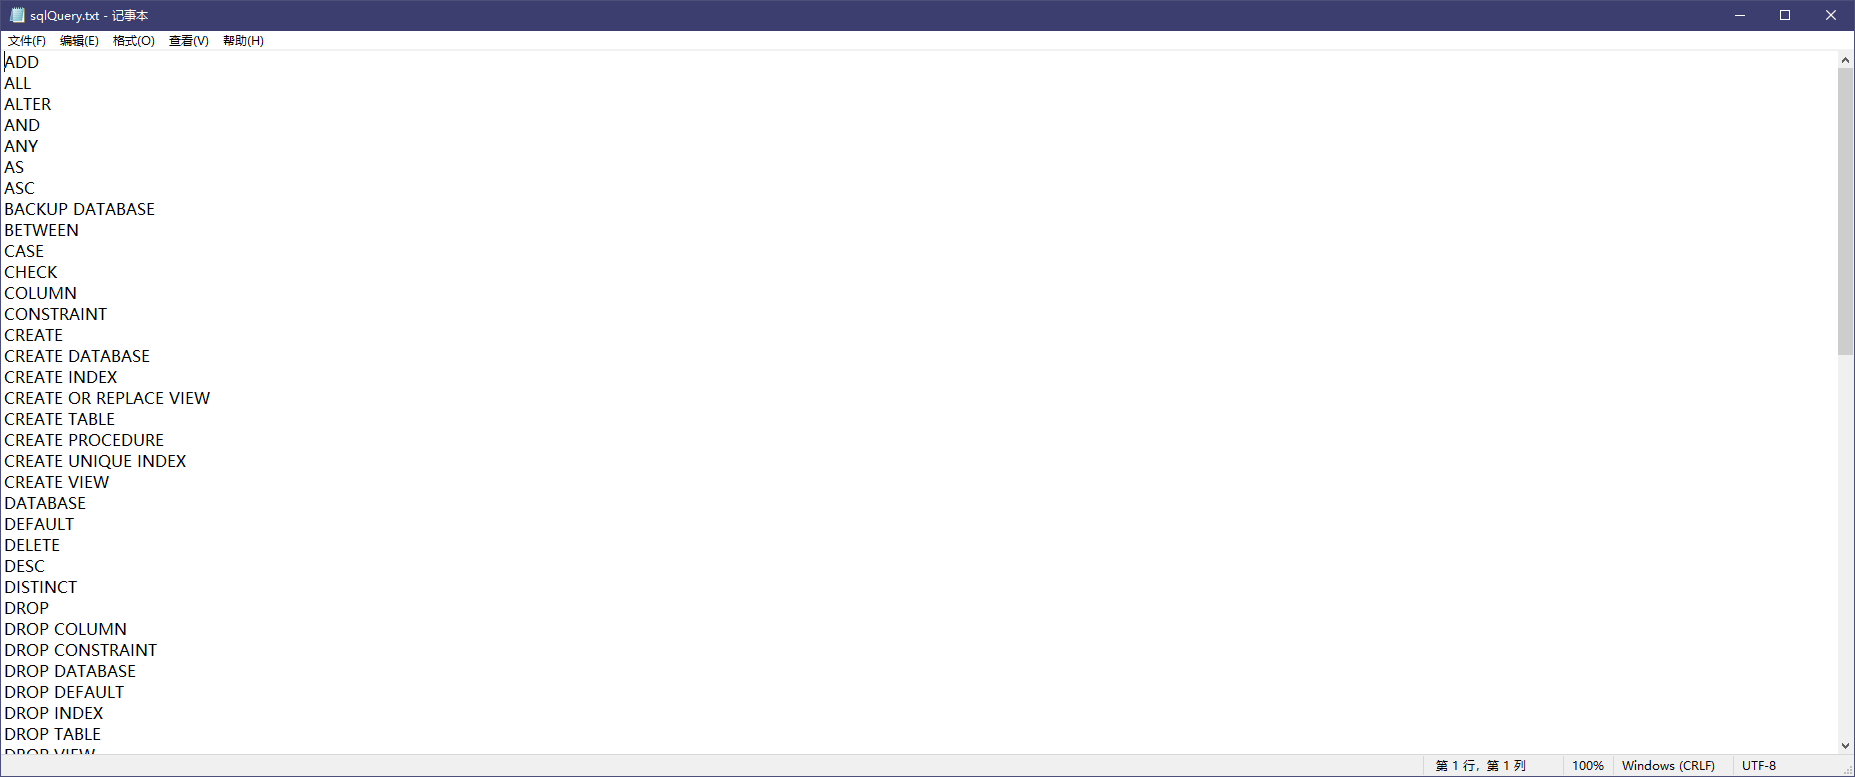 sqlQuery.txt - 记事本
文件(F) 编辑(E) 格式(O) 查看(V) 帮助(H)
ADD
ALL
ALTER
AND
ANY
AS
ASC
BACKUP DATABASE
BETWEEN
CASE
CHECK
COLUMN
CONSTRAINT
CREATE
CREATE DATABASE
CREATE INDEX
CREATE OR REPLACE VIEW
CREATE TABLE
CREATE PROCEDURE
CREATE UNIQUE INDEX
CREATE VIEW
DATABASE
DEFAULT
DELETE
DESC
DISTINCT
DROP
DROP COLUMN
DROP CONSTRAINT
DROP DATABASE
DROP DEFAULT
DROP INDEX
DROP TABLE
DROP VIEW
第 1 行，第 1 列 100% Windows (CRLF) UTF-8